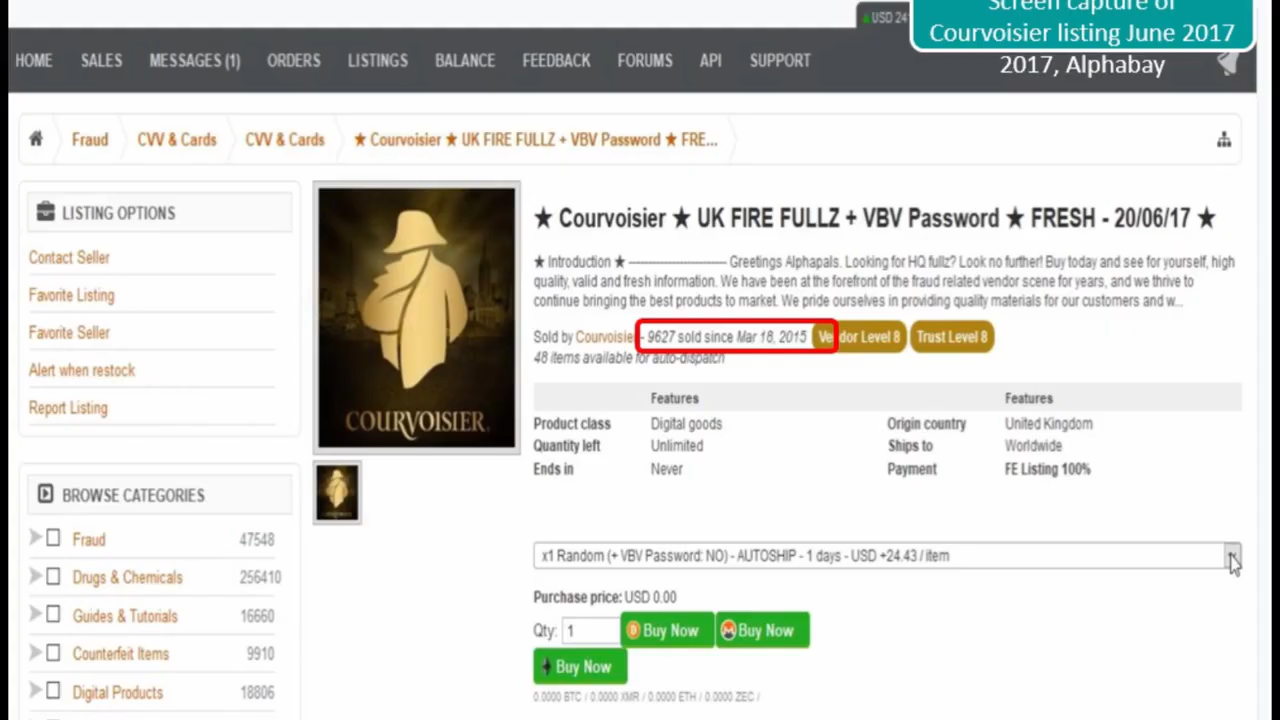 Screen capture of
Courvoisier listing June 2017
2017, Alphabay
USD 24
HOME SALES MESSAGES (1) ORDERS LISTINGS BALANCE FEEDBACK FORUMS API SUPPORT
Fraud CVV & Cards CVV & Cards ★ Courvoisier ★ UK FIRE FULLZ + VBV Password ★ FRE...
LISTING OPTIONS
Contact Seller
Favorite Listing
Favorite Seller
Alert when restock
Report Listing
BROWSE CATEGORIES
Fraud 47548
Drugs & Chemicals 256410
Guides & Tutorials 16660
Counterfeit Items 9910
Digital Products 18806
COURVOISIER
★ Courvoisier ★ UK FIRE FULLZ + VBV Password ★ FRESH - 20/06/17 ★
★ Introduction ★ ------------------------- Greetings Alphapals. Looking for HQ fullz? Look no further! Buy today and see for yourself, high
quality, valid and fresh information. We have been at the forefront of the fraud related vendor scene for years, and we thrive to
continue bringing the best products to market. We pride ourselves in providing quality materials for our customers and w...
Sold by Courvoisier - 9627 sold since Mar 18, 2015 Vendor Level 8 Trust Level 8
48 items available for auto-dispatch
Features Features
Product class Digital goods Origin country United Kingdom
Quantity left Unlimited Ships to Worldwide
Ends in Never Payment FE Listing 100%
x1 Random (+ VBV Password: NO) - AUTOSHIP - 1 days - USD +24.43 / item
Purchase price: USD 0.00
Qty: 1 Buy Now Buy Now
Buy Now
0.0000 BTC / 0.0000 XMR / 0.0000 ETH / 0.0000 ZEC /